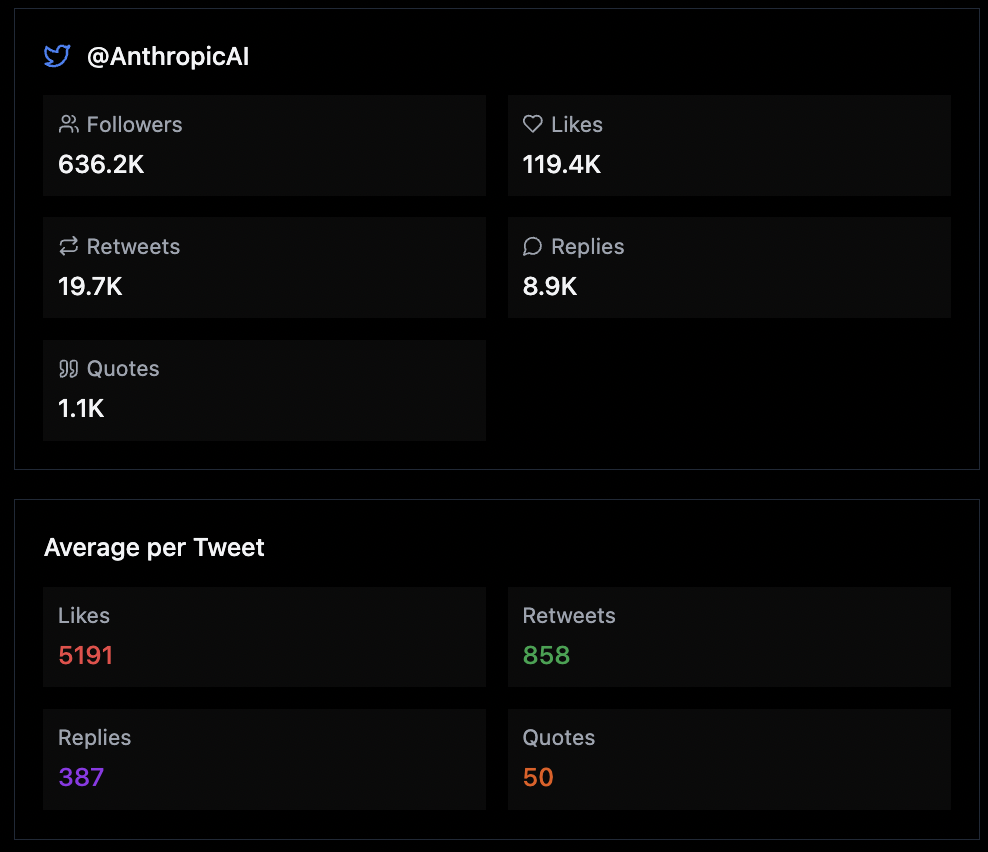 @AnthropicAI
Followers
636.2K
Likes
119.4K
Retweets
19.7K
Replies
8.9K
Quotes
1.1K
Average per Tweet
Likes
5191
Retweets
858
Replies
387
Quotes
50